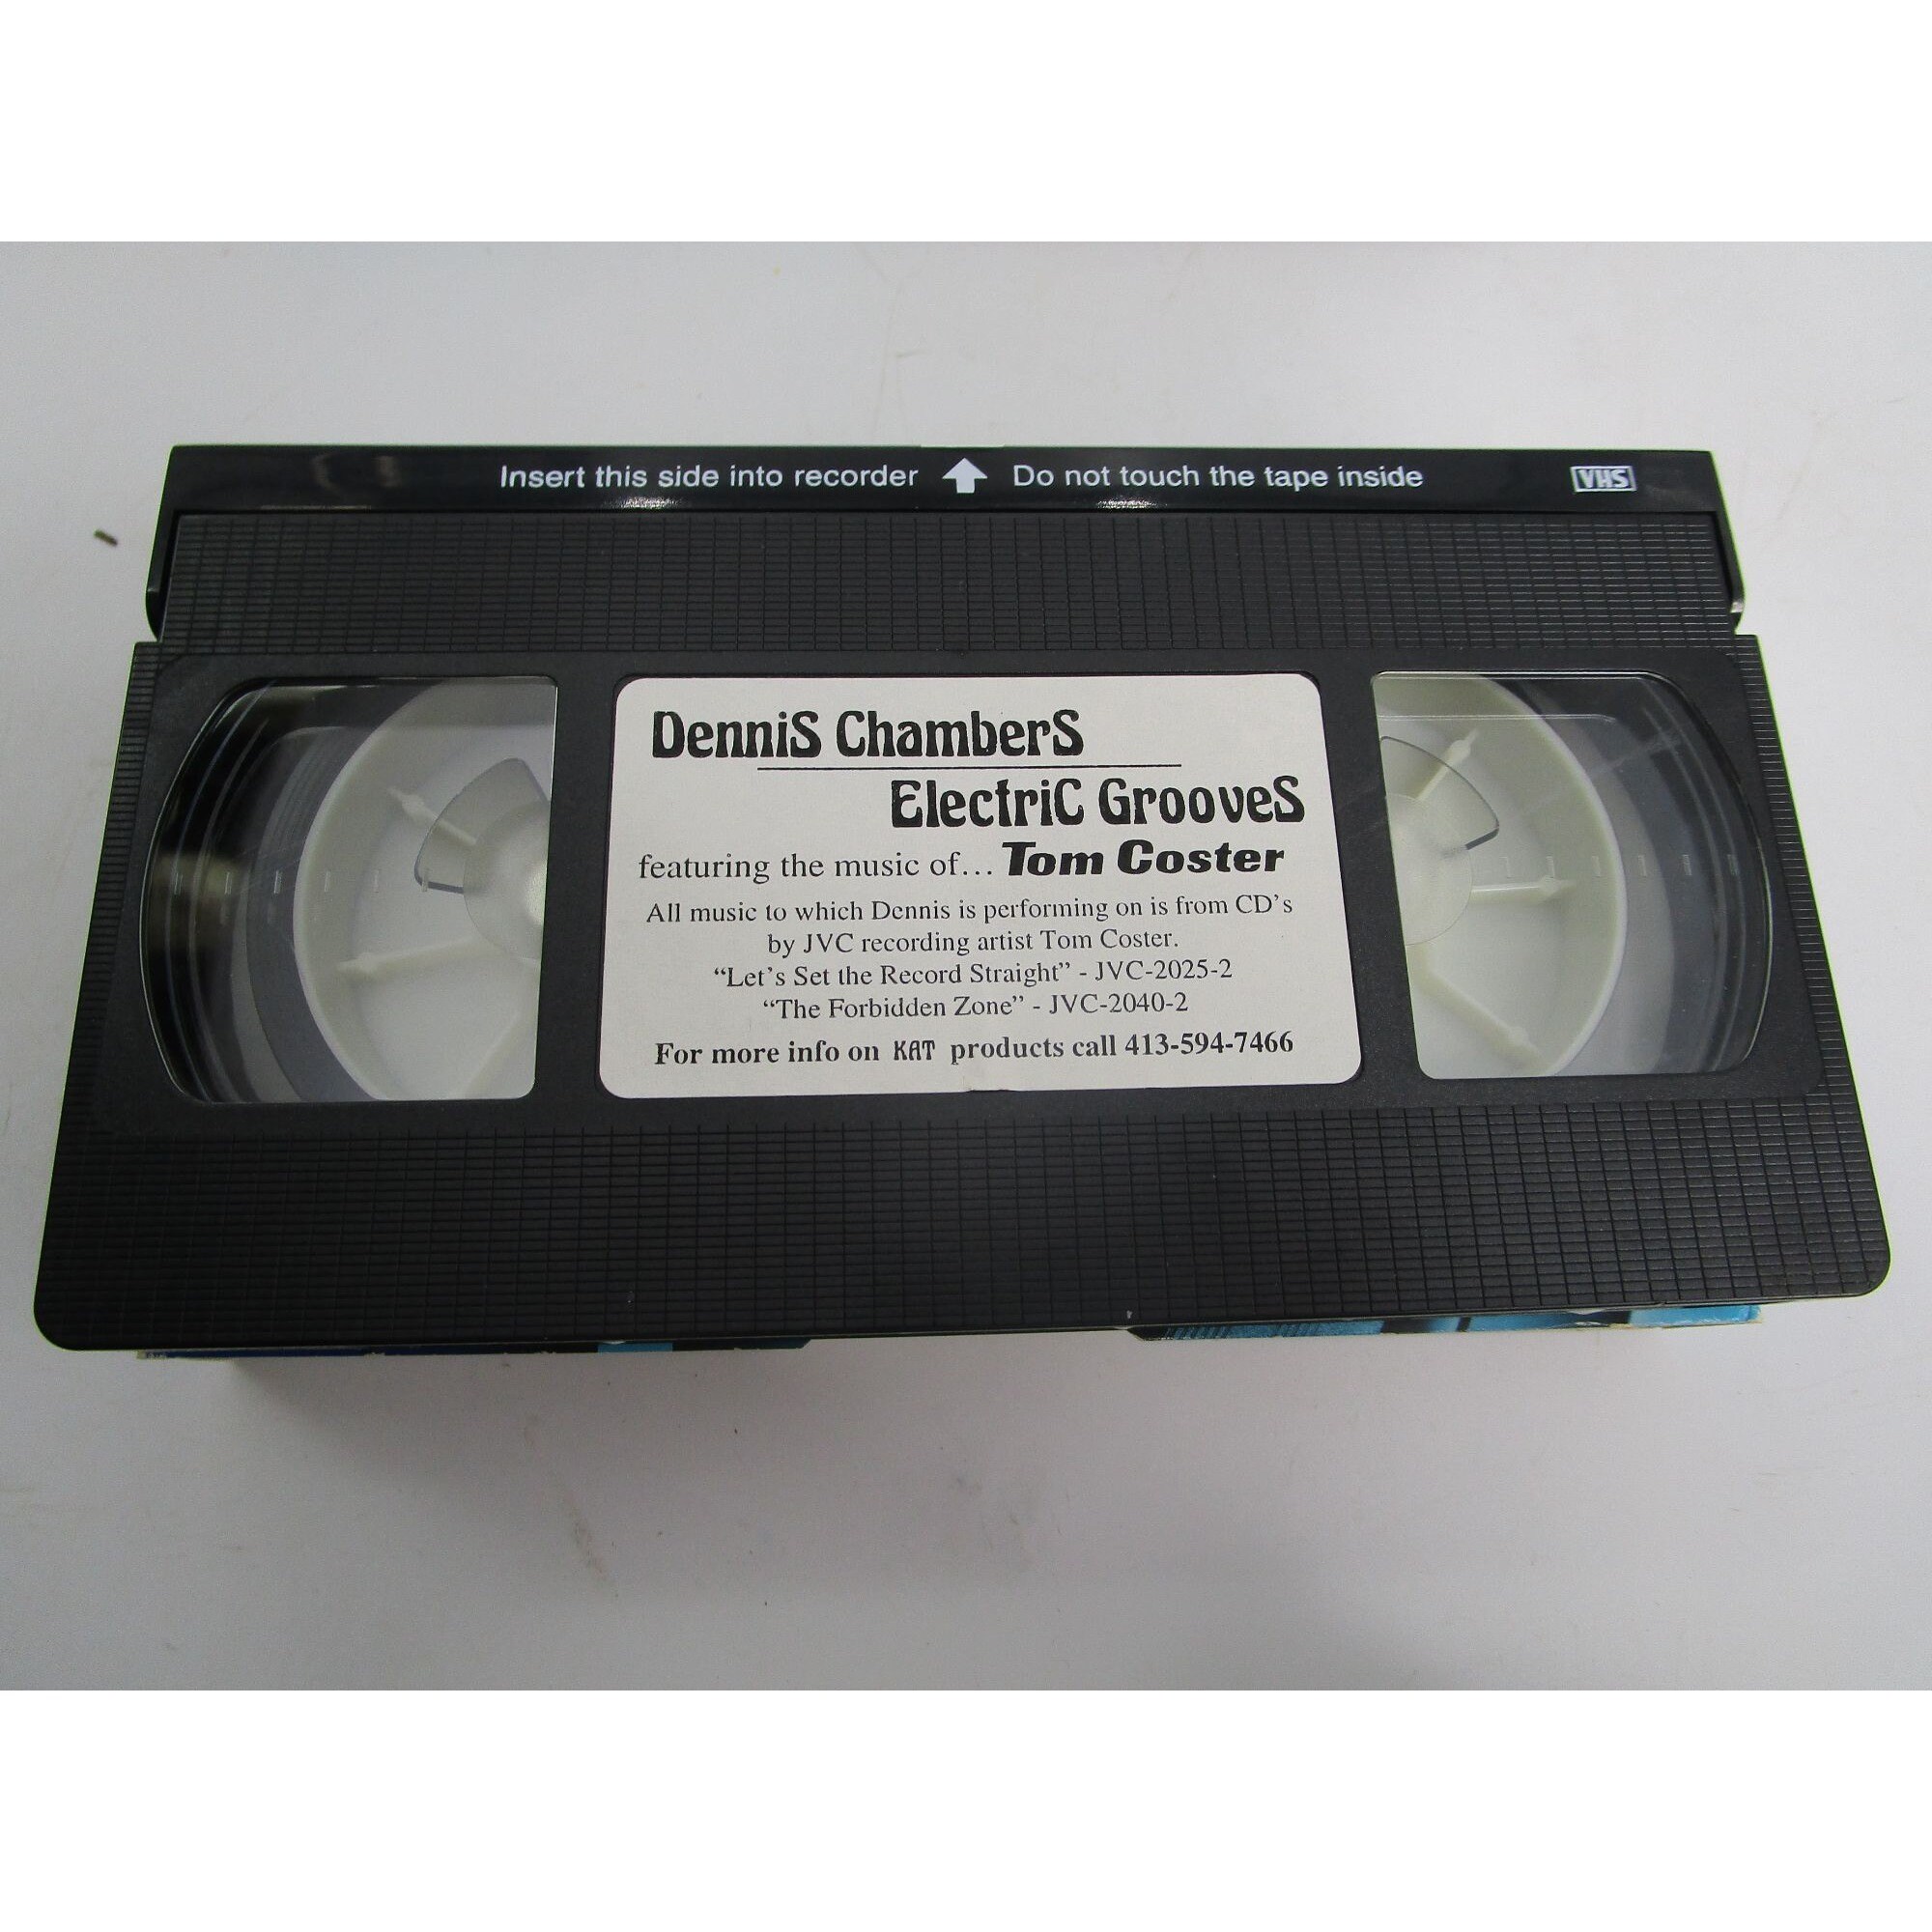 Insert this side into recorder Do not touch the tape inside VHS
DenniS ChamberS
ElectriC GrooveS
featuring the music of... Tom Coster
All music to which Dennis is performing on is from CD's
by JVC recording artist Tom Coster.
“Let's Set the Record Straight” - JVC-2025-2
“The Forbidden Zone” - JVC-2040-2
For more info on KAT products call 413-594-7466